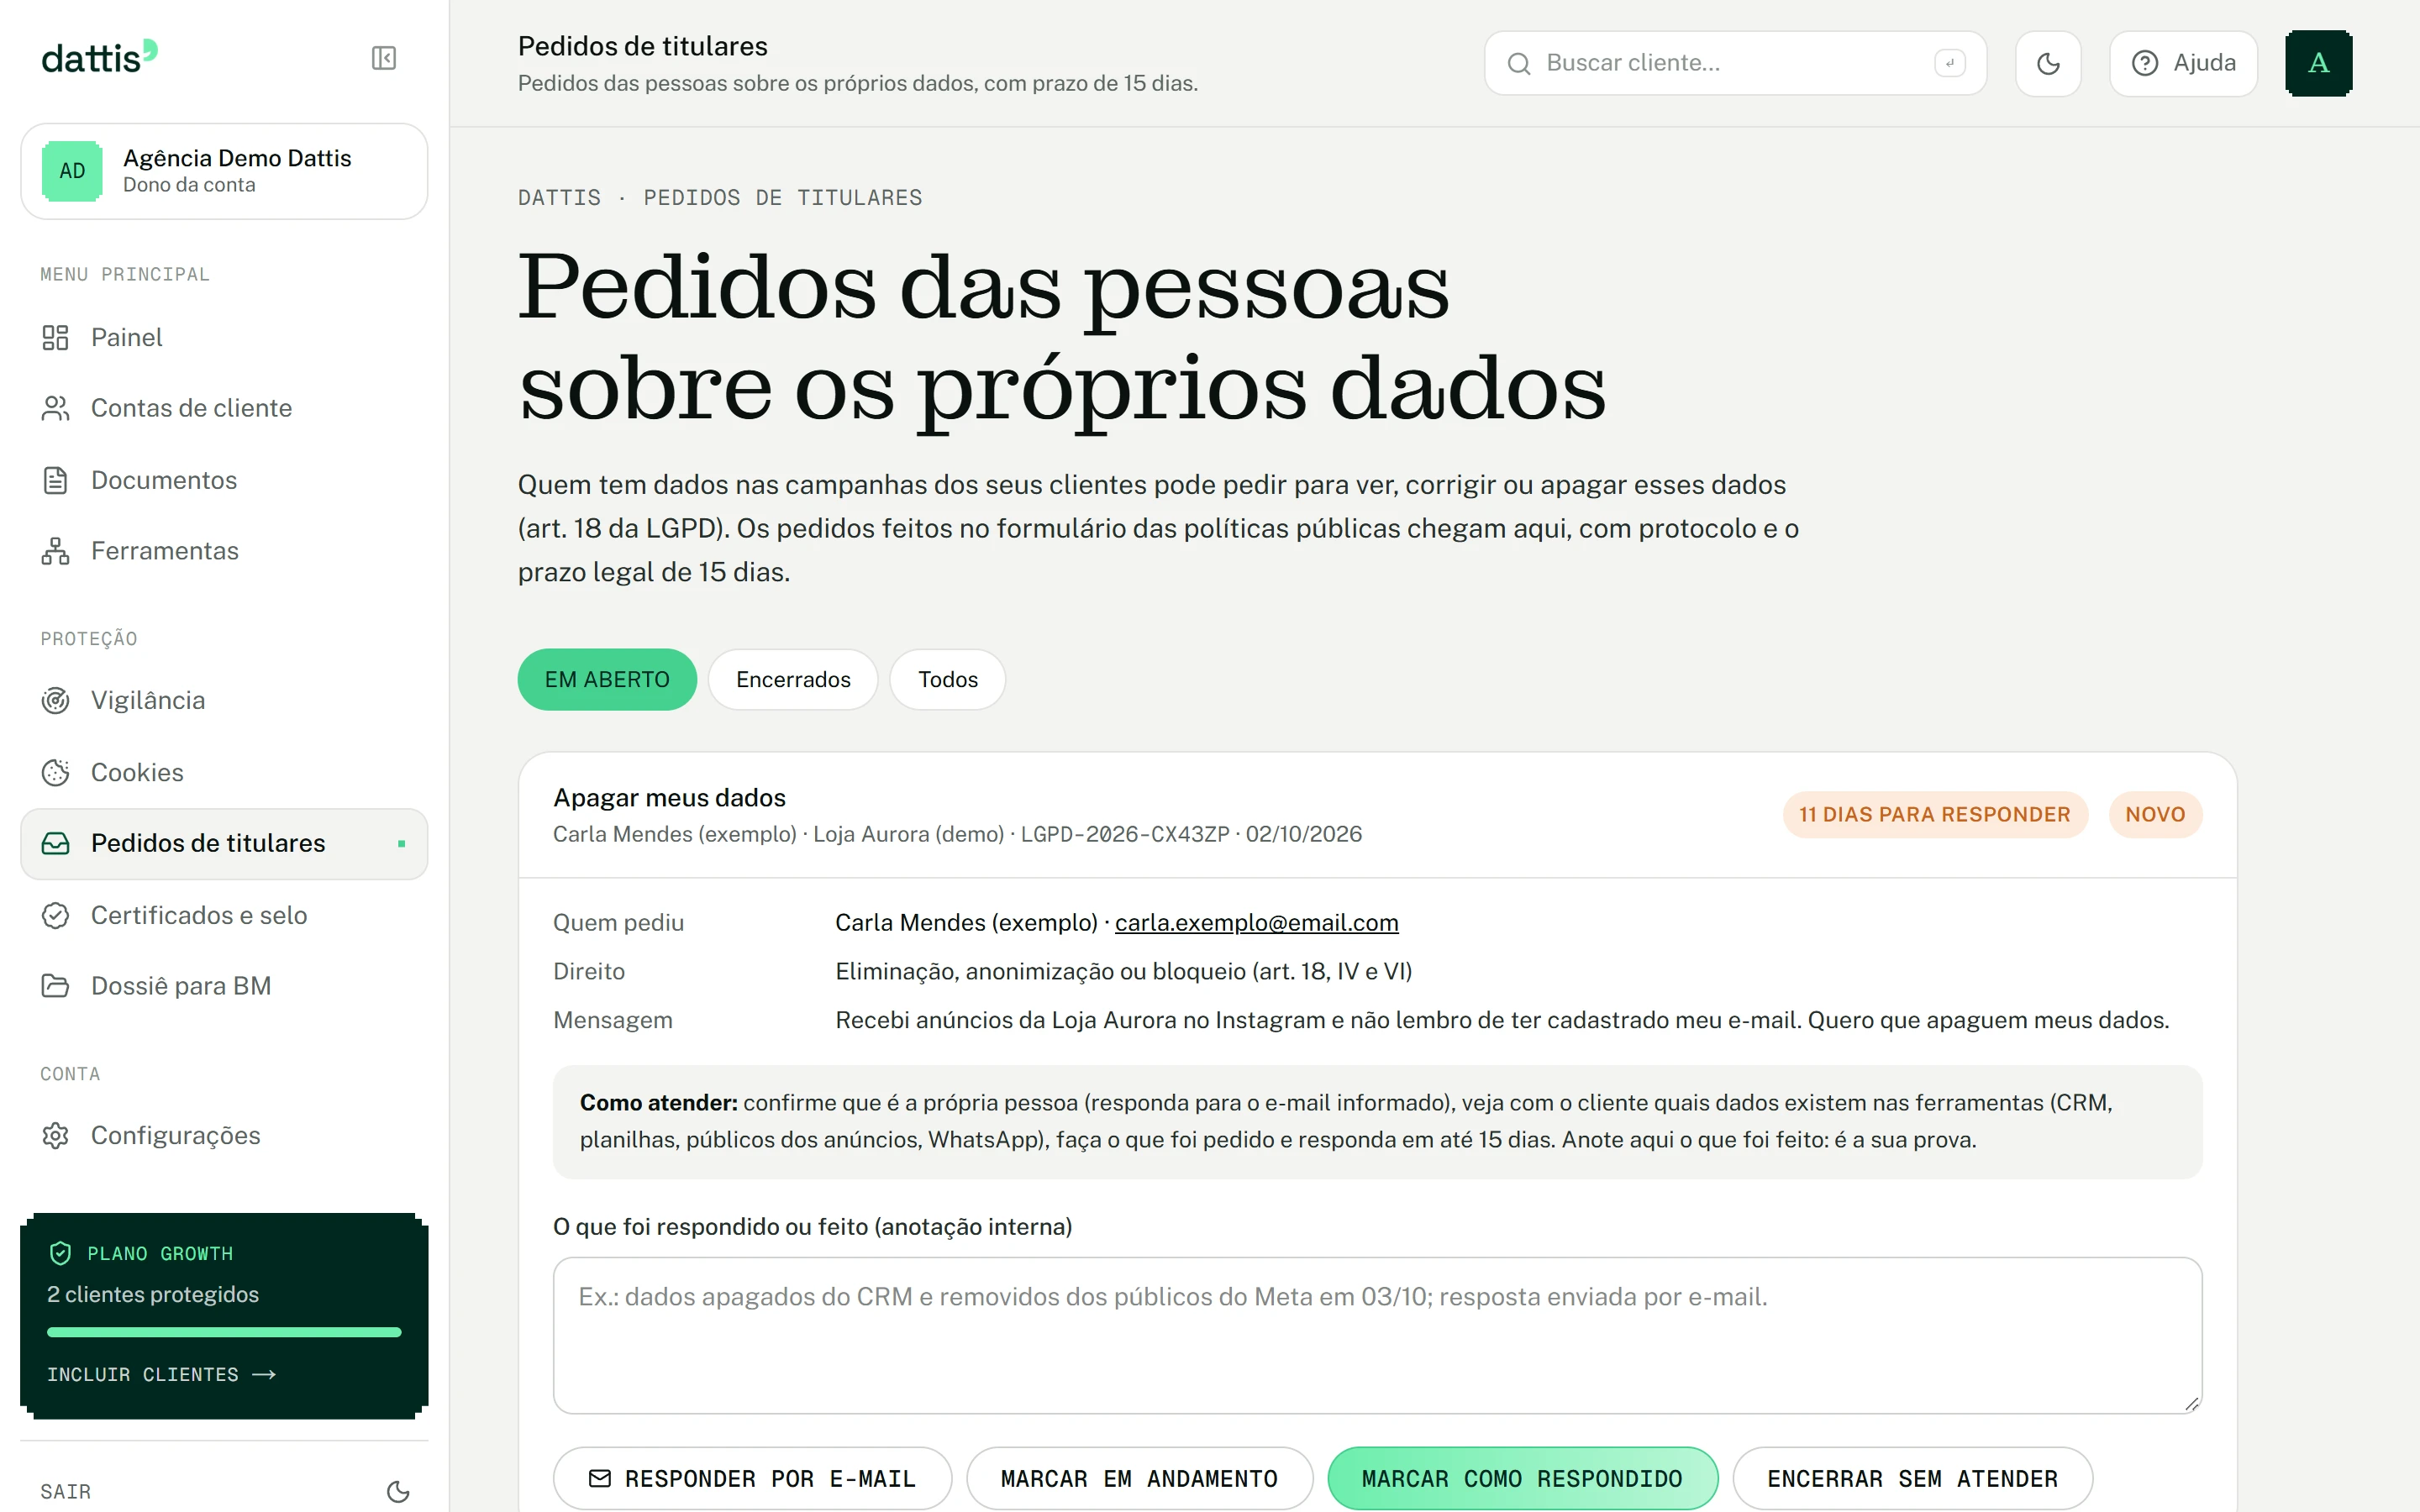 dattis
AD
Agência Demo Dattis
Dono da conta
MENU PRINCIPAL
Painel
Contas de cliente
Documentos
Ferramentas
PROTEÇÃO
Vigilância
Cookies
Pedidos de titulares
Certificados e selo
Dossiê para BM
CONTA
Configurações
PLANO GROWTH
2 clientes protegidos
INCLUIR CLIENTES →
SAIR
Pedidos de titulares
Pedidos das pessoas sobre os próprios dados, com prazo de 15 dias.
Buscar cliente...
Ajuda
A
DATTIS · PEDIDOS DE TITULARES
Pedidos das pessoas
sobre os próprios dados
Quem tem dados nas campanhas dos seus clientes pode pedir para ver, corrigir ou apagar esses dados
(art. 18 da LGPD). Os pedidos feitos no formulário das políticas públicas chegam aqui, com protocolo e o
prazo legal de 15 dias.
EM ABERTO
Encerrados
Todos
Apagar meus dados
Carla Mendes (exemplo) · Loja Aurora (demo) · LGPD-2026-CX43ZP · 02/10/2026
11 DIAS PARA RESPONDER
NOVO
Quem pediu
Carla Mendes (exemplo) · carla.exemplo@email.com
Direito
Eliminação, anonimização ou bloqueio (art. 18, IV e VI)
Mensagem
Recebi anúncios da Loja Aurora no Instagram e não lembro de ter cadastrado meu e-mail. Quero que apaguem meus dados.
Como atender: confirme que é a própria pessoa (responda para o e-mail informado), veja com o cliente quais dados existem nas ferramentas (CRM,
planilhas, públicos dos anúncios, WhatsApp), faça o que foi pedido e responda em até 15 dias. Anote aqui o que foi feito: é a sua prova.
O que foi respondido ou feito (anotação interna)
Ex.: dados apagados do CRM e removidos dos públicos do Meta em 03/10; resposta enviada por e-mail.
RESPONDER POR E-MAIL
MARCAR EM ANDAMENTO
MARCAR COMO RESPONDIDO
ENCERRAR SEM ATENDER